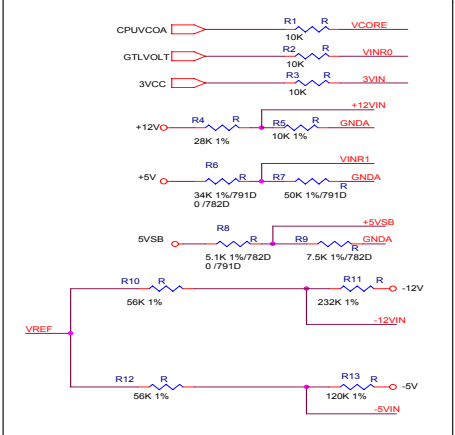 R1 R VCORE
CPUVCOA
10K
R2 R VINR0
GTLVOLT
10K
R3 R 3VIN
3VCC
10K
+12VIN
R4 R R5 R GNDA
+12V
28K 1% 10K 1%
VINR1
R6 R R7 R GNDA
+5V
34K 1%/791D 50K 1%/791D
0 /782D
+5VSB
R8 R R9 R GNDA
5VSB
5.1K 1%/782D 7.5K 1%/782D
0 /791D
R10 R R11 R
-12V
56K 1% 232K 1%
-12VIN
VREF
R12 R R13 R
-5V
56K 1% 120K 1%
-5VIN